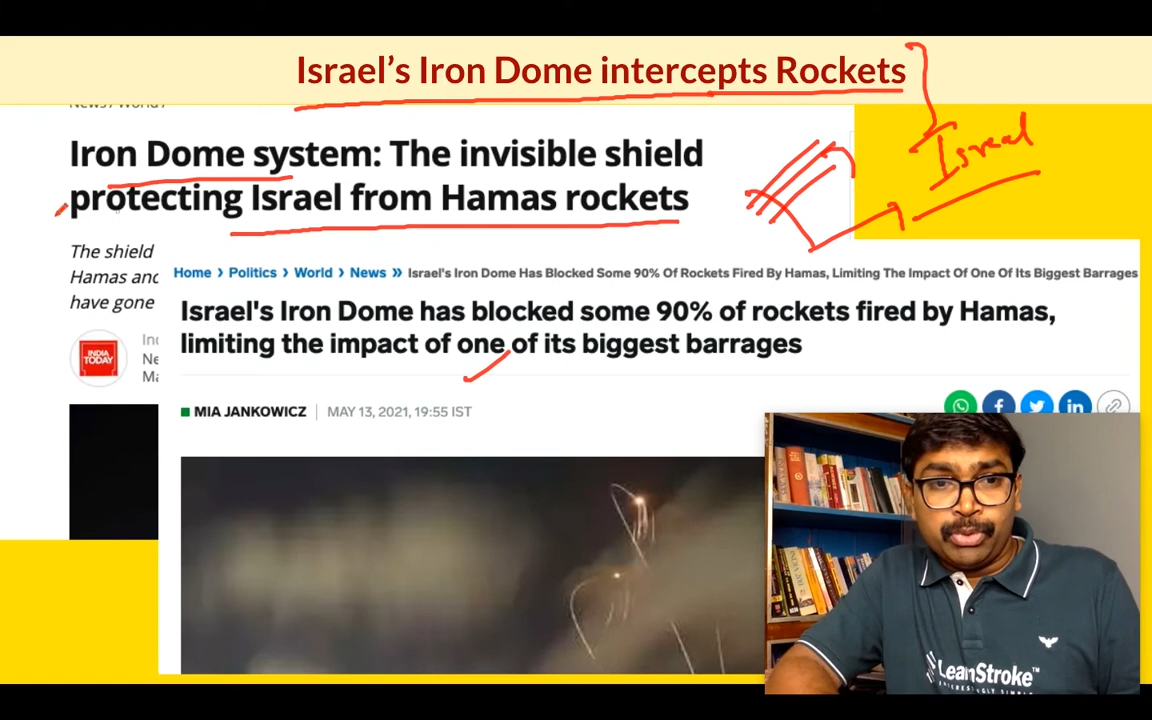 Israel's Iron Dome intercepts Rockets
Iron Dome system: The invisible shield
protecting Israel from Hamas rockets
Isreal
The shield
Hamas and
have gone
INDIA
TODAY
Ma
Home › Politics › World › News » Israel's Iron Dome Has Blocked Some 90% Of Rockets Fired By Hamas, Limiting The Impact Of One Of Its Biggest Barrages
Israel's Iron Dome has blocked some 90% of rockets fired by Hamas,
limiting the impact of one of its biggest barrages
MIA JANKOWICZ | MAY 13, 2021, 19:55 IST
LearnStroke™